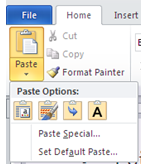 File Home Insert
Cut
Copy
Paste
Format Painter
Paste Options:
A
Paste Special...
Set Default Paste...